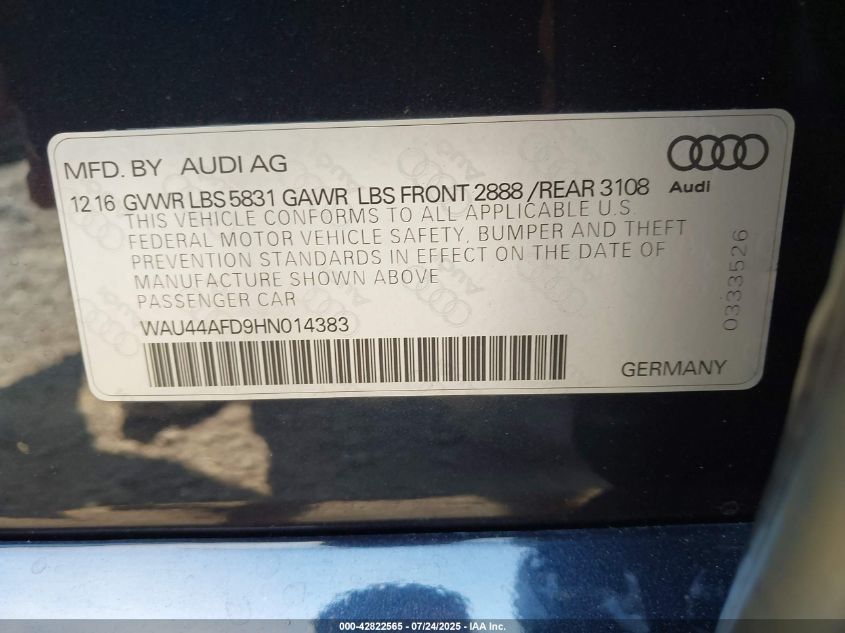 MFD. BY AUDI AG
Audi
12.16 GVWR LBS 5831 GAWR LBS FRONT 2888 /REAR 3108
THIS VEHICLE CONFORMS TO ALL APPLICABLE U.S.
FEDERAL MOTOR VEHICLE SAFETY, BUMPER AND THEFT
PREVENTION STANDARDS IN EFFECT ON THE DATE OF
MANUFACTURE SHOWN ABOVE
PASSENGER CAR
WAU44AFD9HN014383
0333526
GERMANY
000-42822565 - 07/24/2025 - IAA Inc.